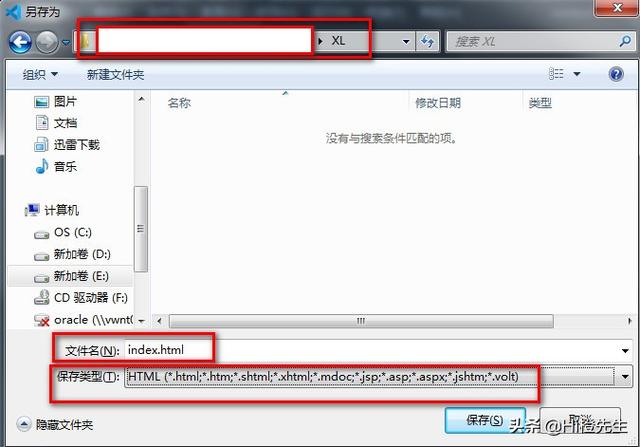 另存为
XL
搜索 XL
组织
新建文件夹
图片
文档
迅雷下载
音乐
计算机
OS (C:)
新加卷 (D:)
新加卷 (E:)
CD 驱动器 (F:)
oracle (\\vwnt0
名称
修改日期
类型
没有与搜索条件匹配的项。
文件名(N): index.html
保存类型(T): HTML (*.html;*.htm;*.shtml;*.xhtml;*.mdoc;*.jsp;*.asp;*.aspx;*.jshtm;*.volt)
隐藏文件夹
保存(S)
取消
头条 @Hi橙先生